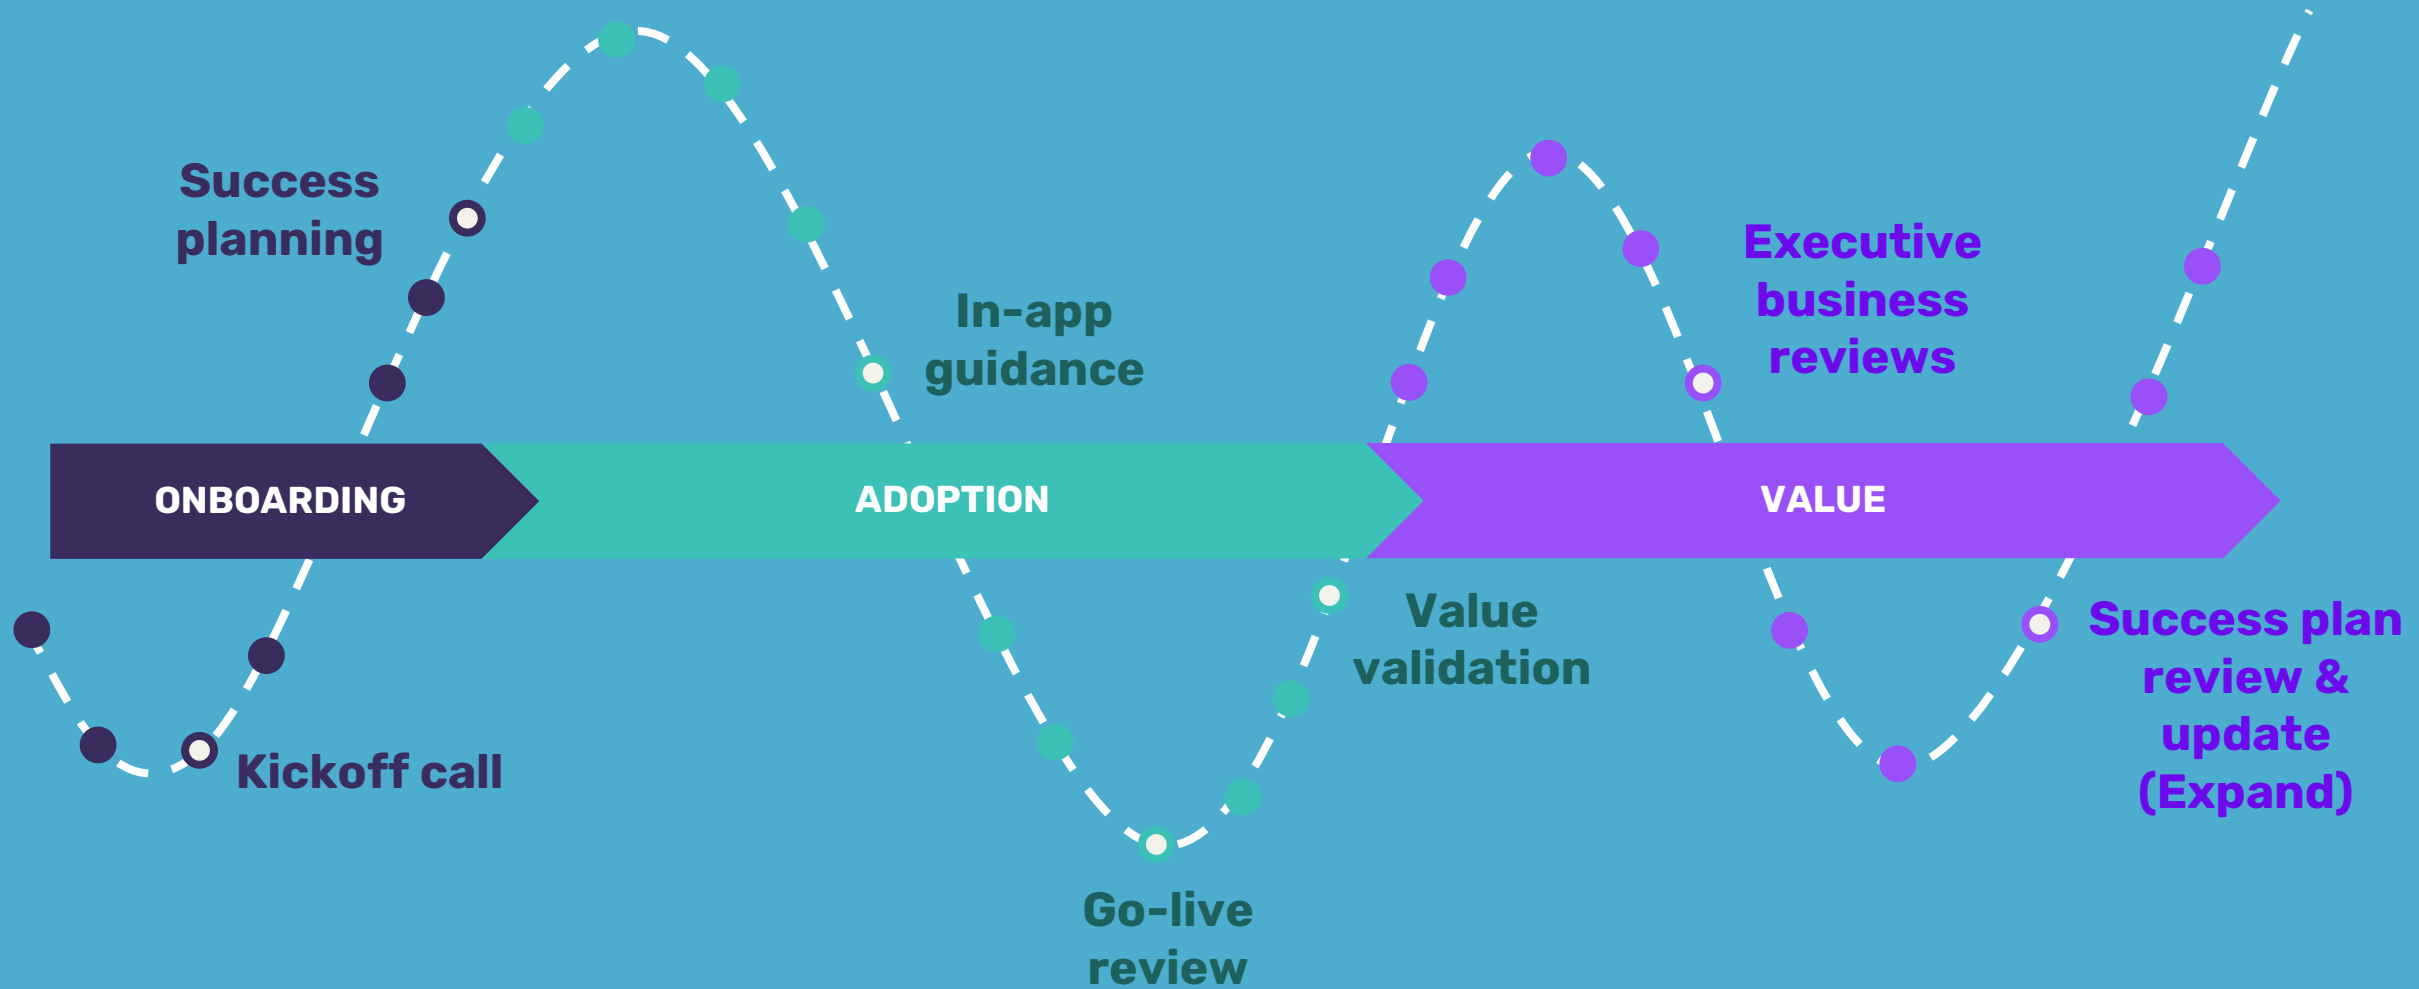 Success
planning
Kickoff call
ONBOARDING
In-app
guidance
ADOPTION
Go-live
review
Value
validation
Executive
business
reviews
VALUE
Success plan
review &
update
(Expand)